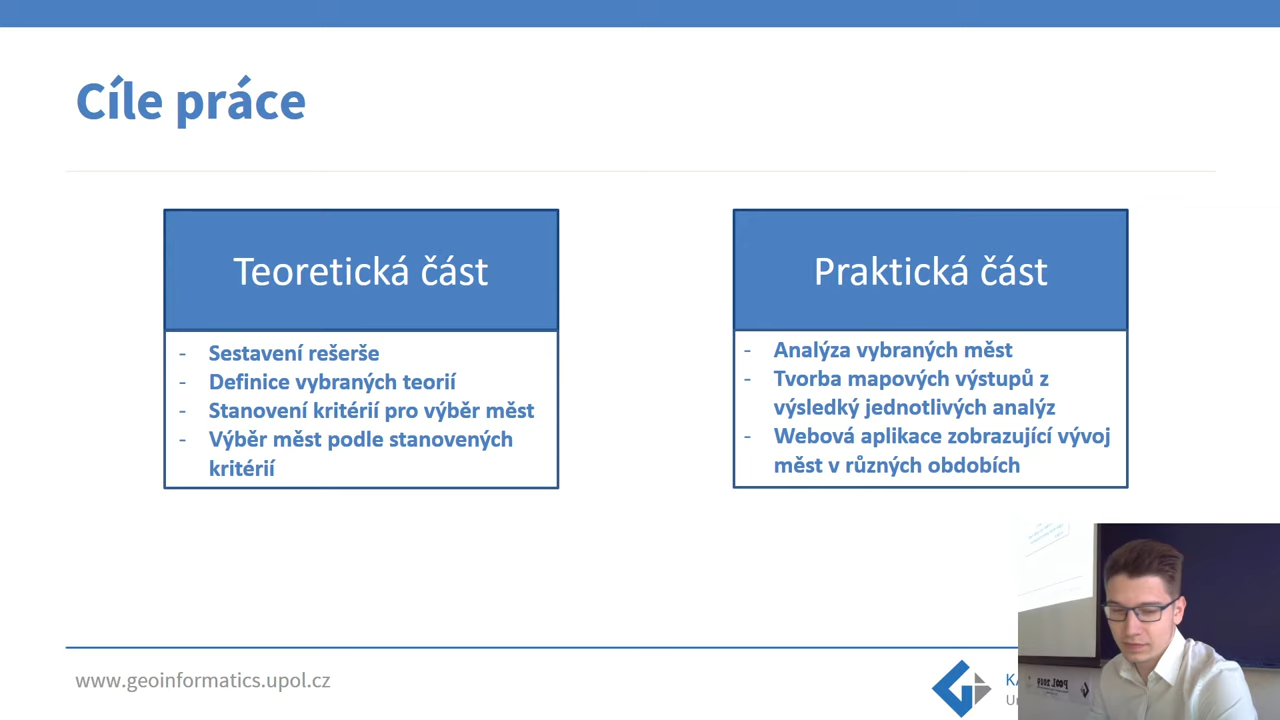 Cíle práce
Teoretická část
- Sestavení rešerše
- Definice vybraných teorií
- Stanovení kritérií pro výběr měst
- Výběr měst podle stanovených
kritérií
Praktická část
- Analýza vybraných měst
- Tvorba mapových výstupů z
výsledký jednotlivých analýz
- Webová aplikace zobrazující vývoj
měst v různých obdobích
www.geoinformatics.upol.cz